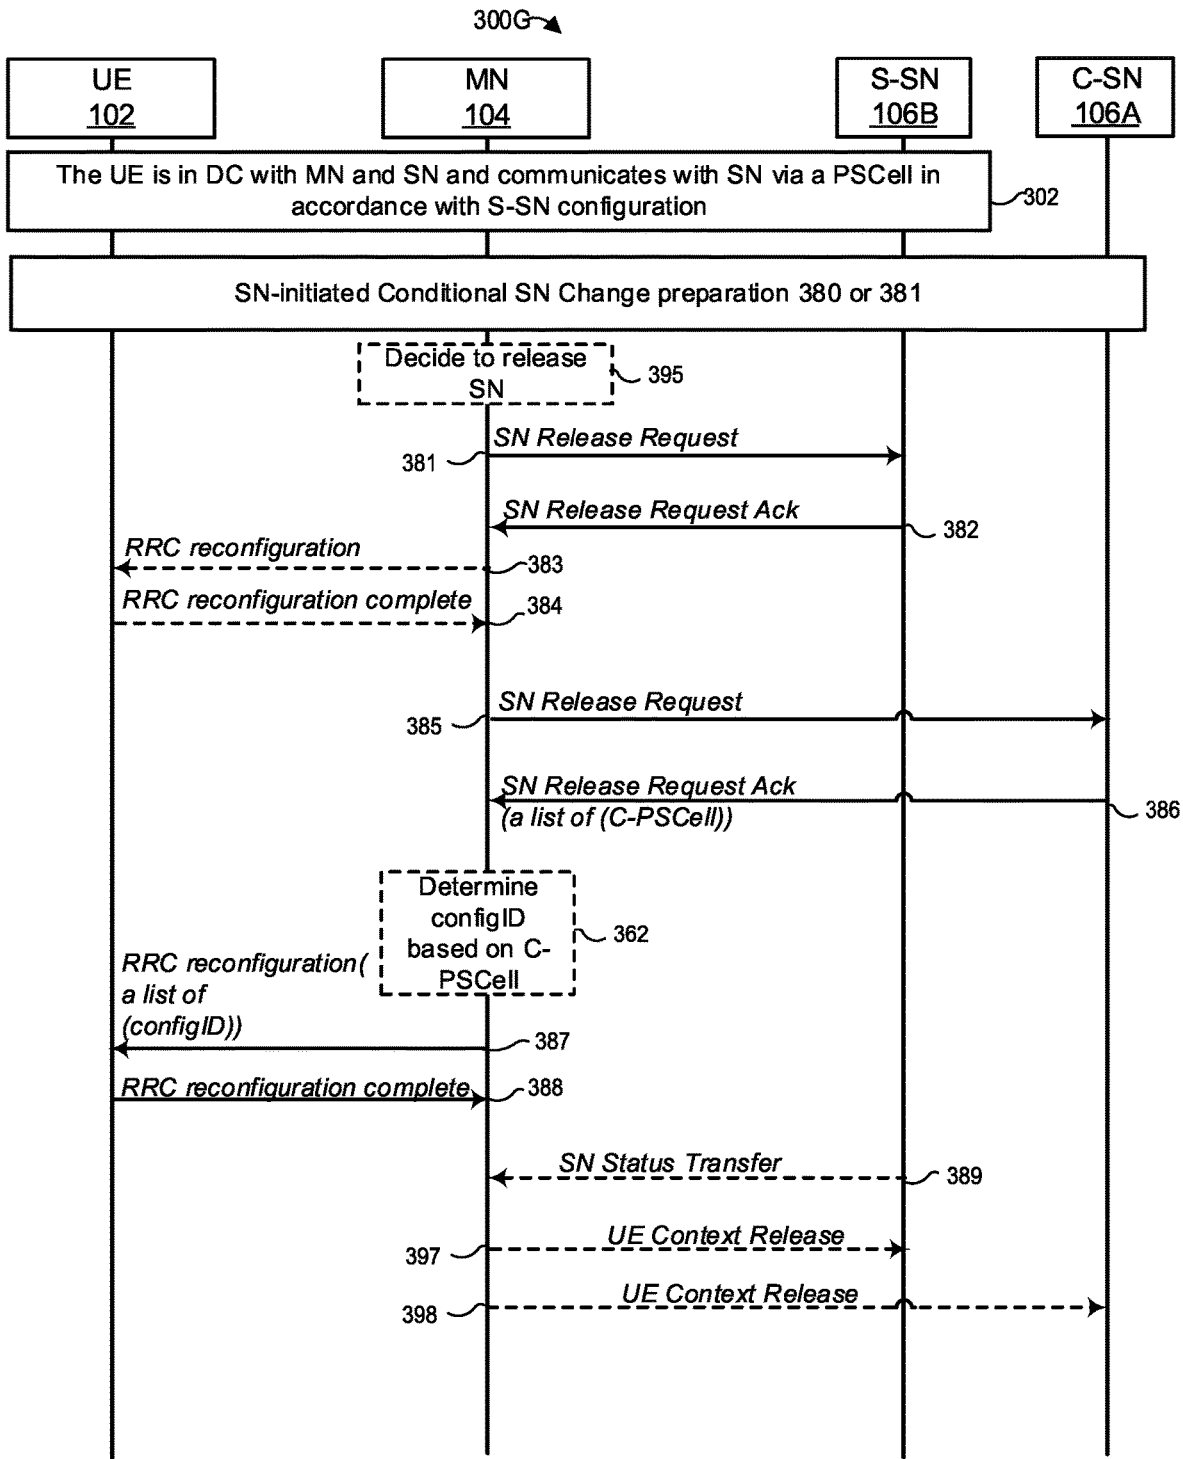 300G
UE
102
MN
104
S-SN
106B
C-SN
106A
The UE is in DC with MN and SN and communicates with SN via a PSCell in
accordance with S-SN configuration
302
SN-initiated Conditional SN Change preparation 380 or 381
Decide to release
SN
395
SN Release Request
381
SN Release Request Ack
382
RRC reconfiguration
383
RRC reconfiguration complete
384
SN Release Request
385
SN Release Request Ack
(a list of (C-PSCell))
386
Determine
configID
based on C-
PSCell
362
RRC reconfiguration(
a list of
(configID))
387
RRC reconfiguration complete
388
SN Status Transfer
389
UE Context Release
397
UE Context Release
398